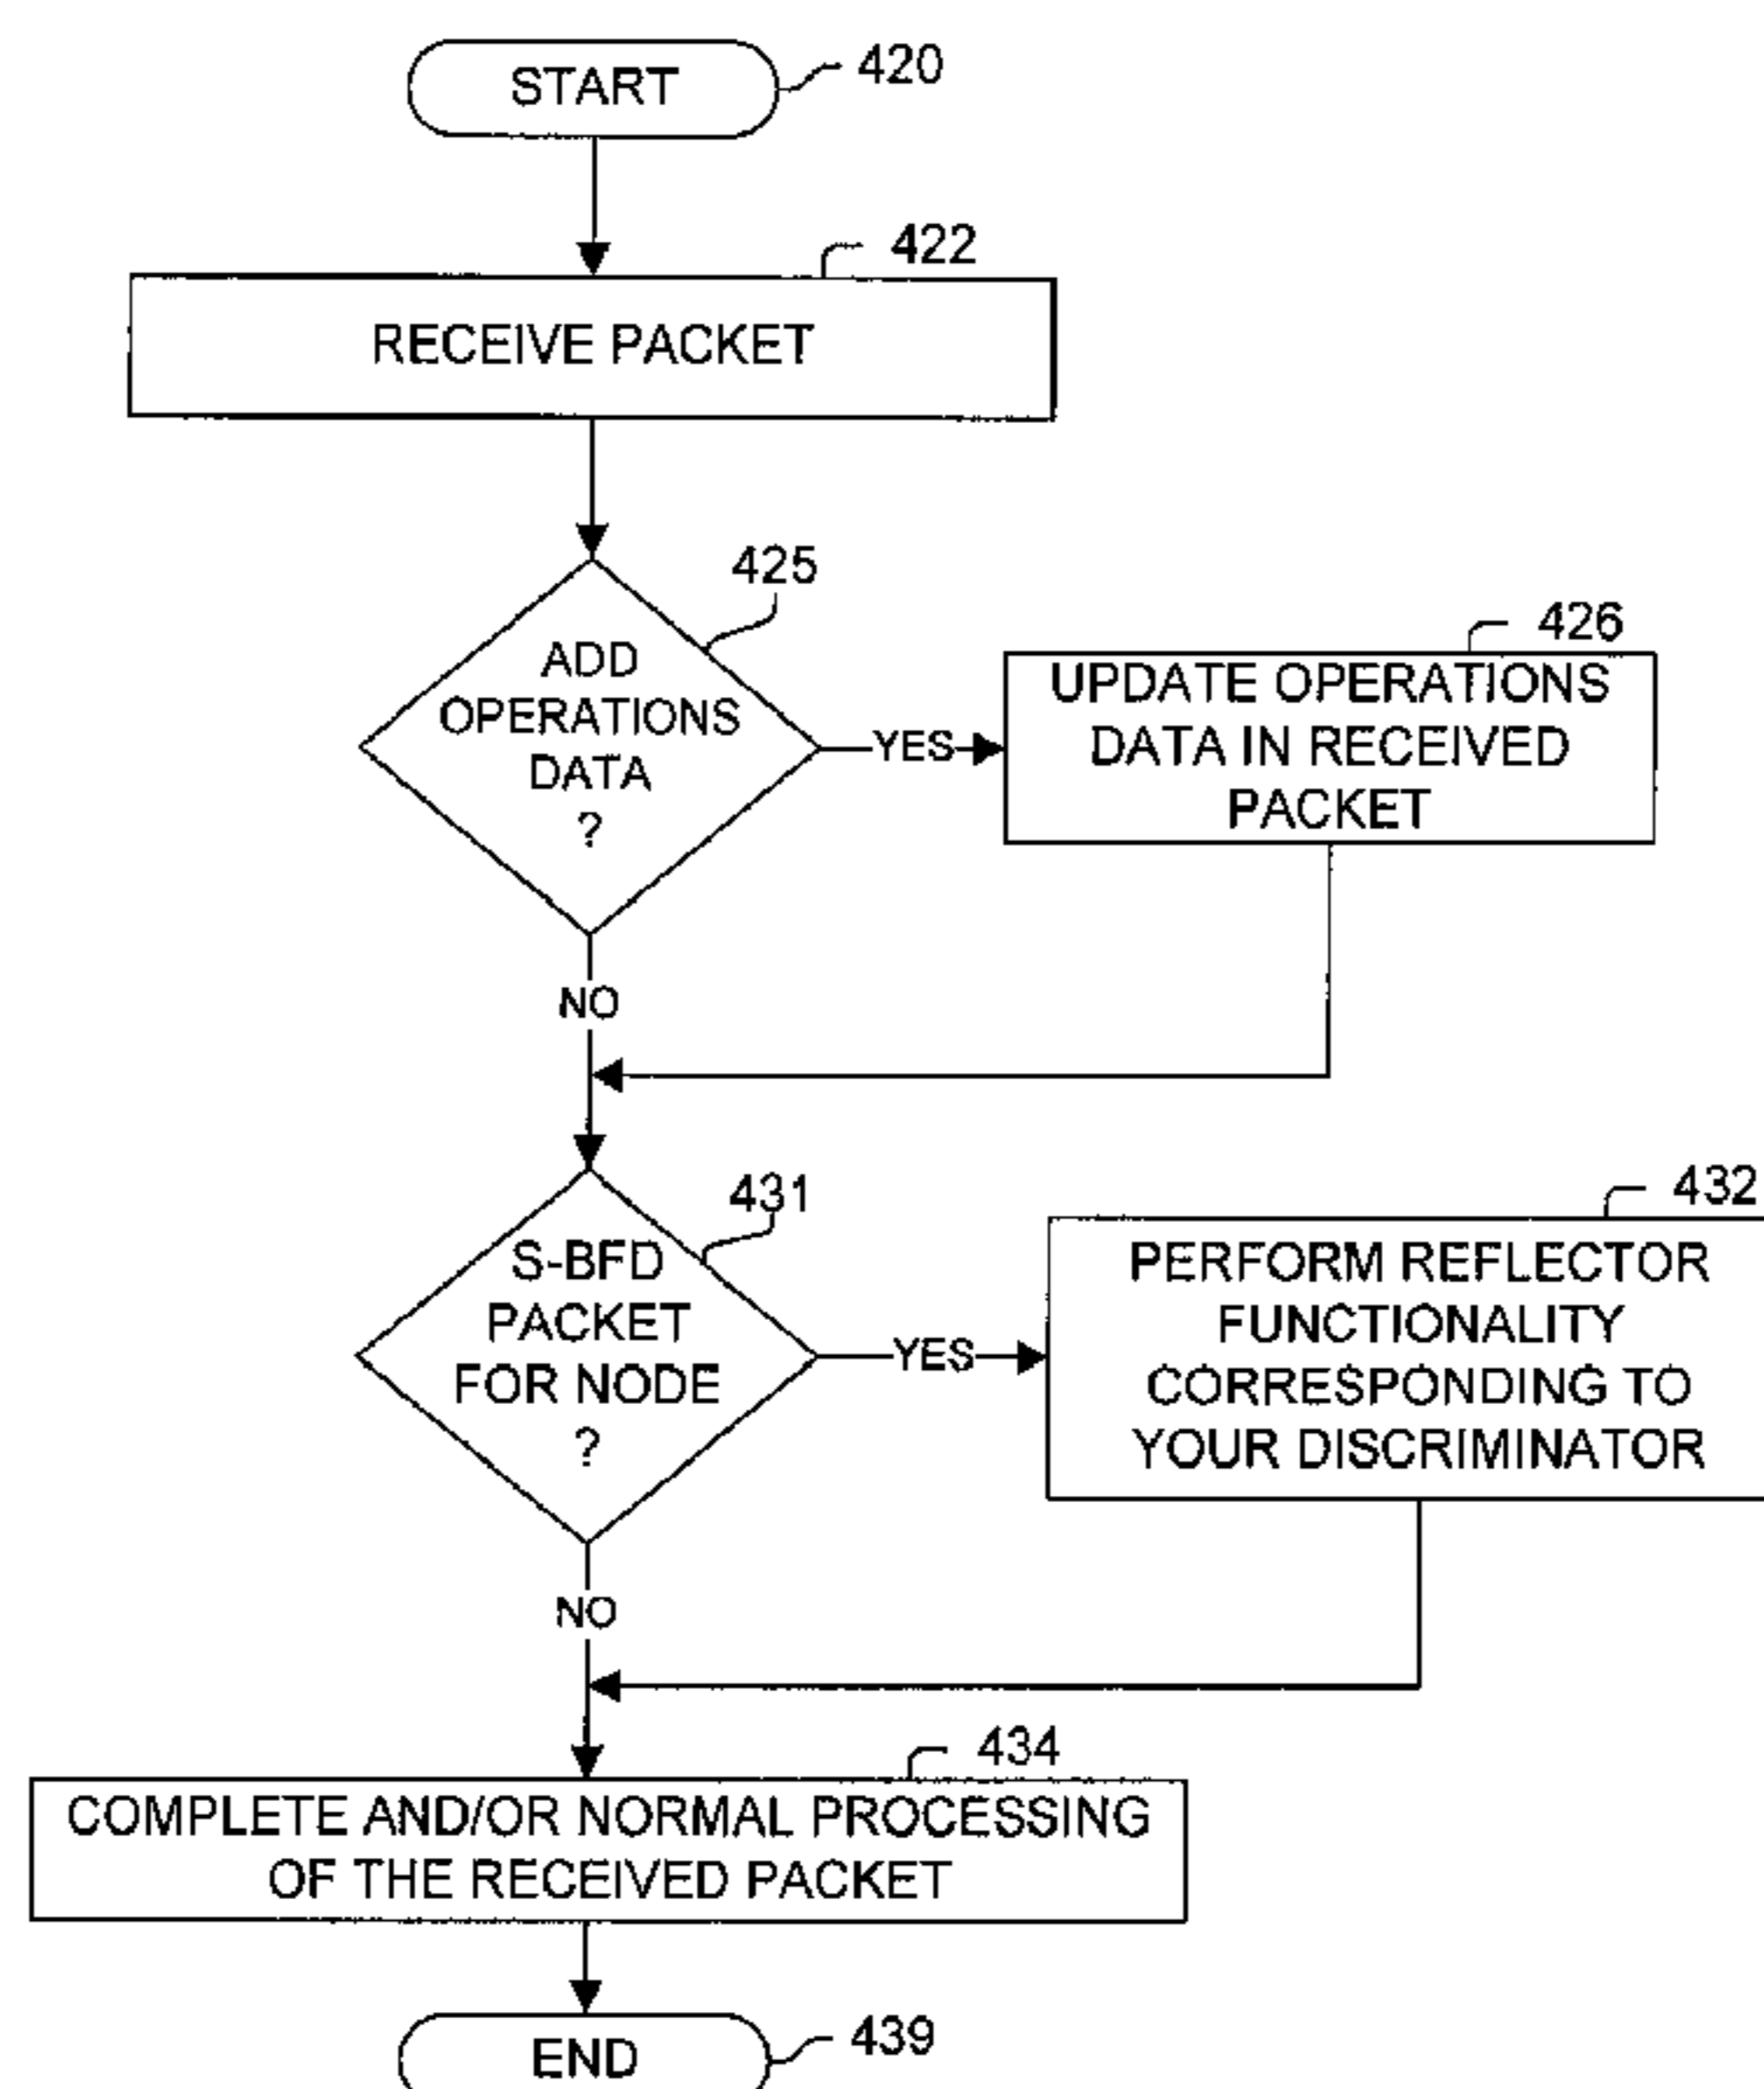 START
420
422
RECEIVE PACKET
425
ADD
OPERATIONS
DATA
?
YES
426
UPDATE OPERATIONS
DATA IN RECEIVED
PACKET
NO
431
S-BFD
PACKET
FOR NODE
?
YES
432
PERFORM REFLECTOR
FUNCTIONALITY
CORRESPONDING TO
YOUR DISCRIMINATOR
NO
434
COMPLETE AND/OR NORMAL PROCESSING
OF THE RECEIVED PACKET
END
439